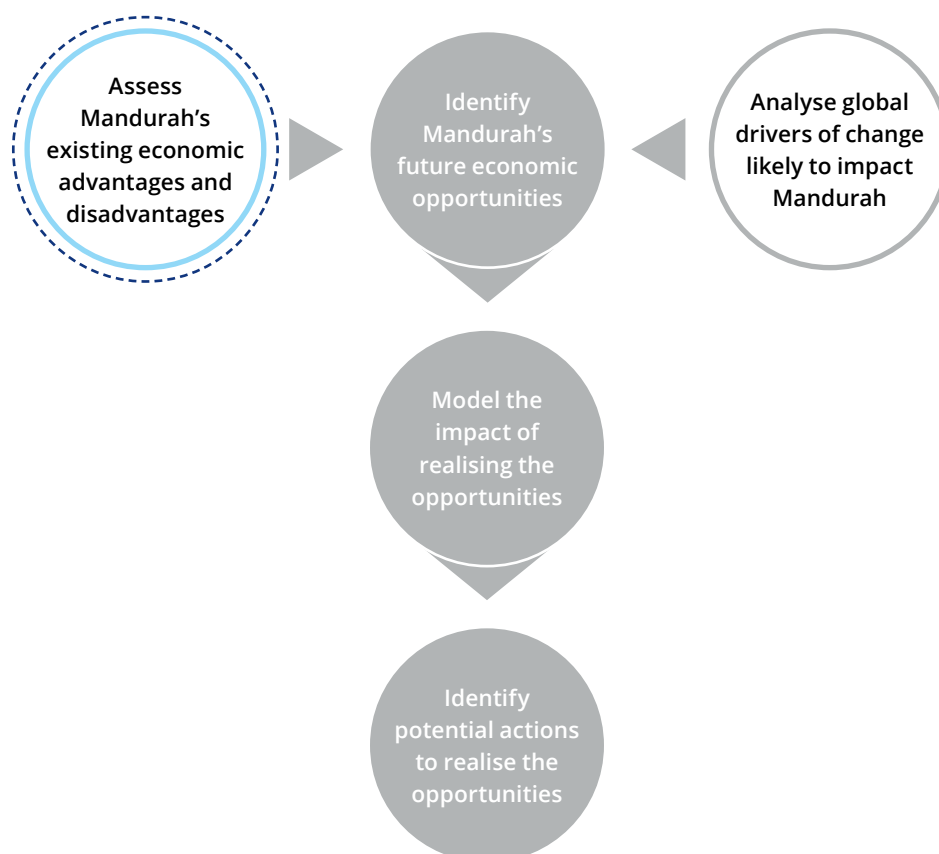 Assess
Mandurah's
existing economic
advantages and
disadvantages
Identify
Mandurah's
future economic
opportunities
Analyse global
drivers of change
likely to impact
Mandurah
Model the
impact of
realising the
opportunities
Identify
potential actions
to realise the
opportunities